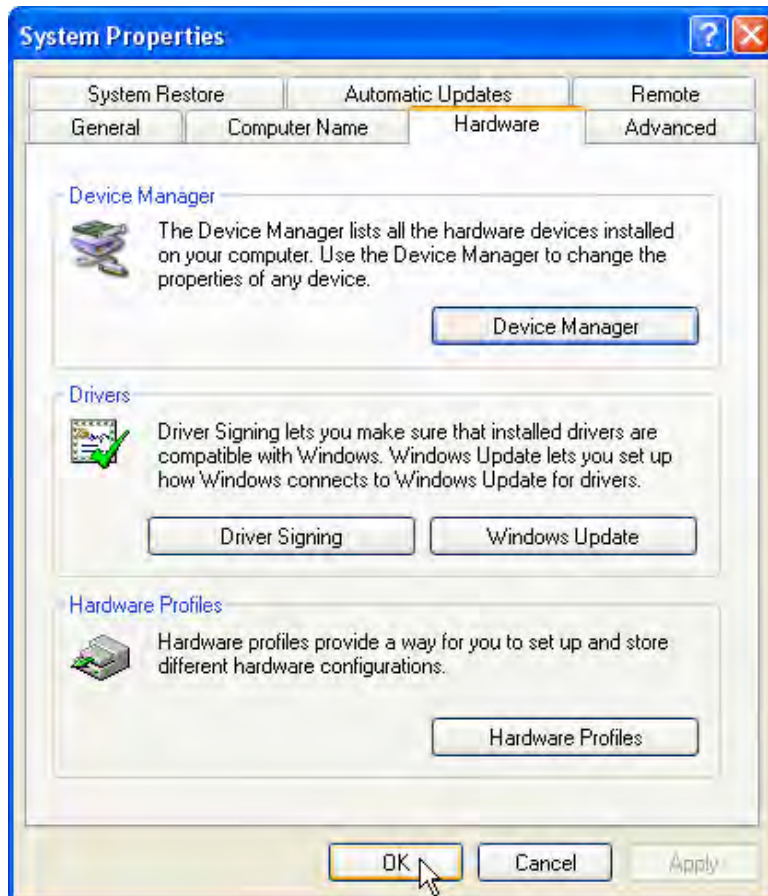 System Properties
System Restore
Automatic Updates
Remote
General
Computer Name
Hardware
Advanced
Device Manager
The Device Manager lists all the hardware devices installed
on your computer. Use the Device Manager to change the
properties of any device.
Device Manager
Drivers
Driver Signing lets you make sure that installed drivers are
compatible with Windows. Windows Update lets you set up
how Windows connects to Windows Update for drivers.
Driver Signing
Windows Update
Hardware Profiles
Hardware profiles provide a way for you to set up and store
different hardware configurations.
Hardware Profiles
OK
Cancel
Apply